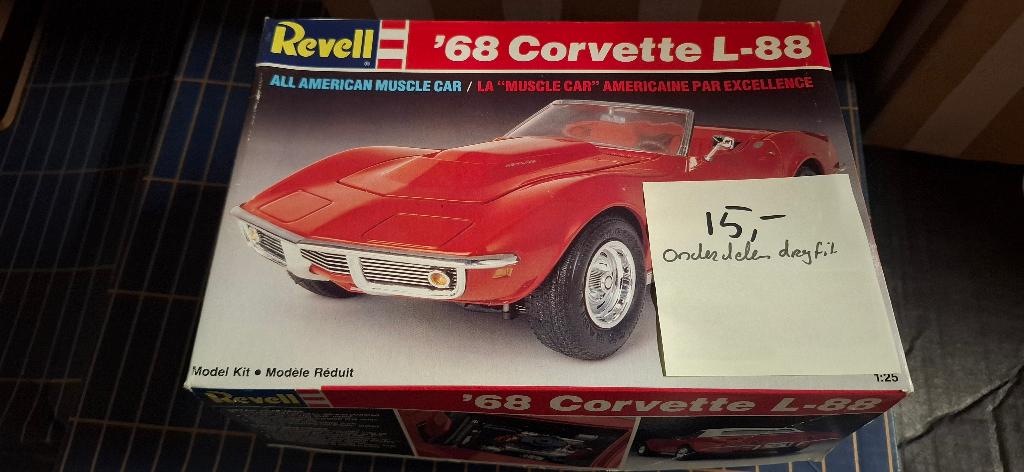 Revell
'68 Corvette L-88
ALL AMERICAN MUSCLE CAR / LA "MUSCLE CAR" AMERICAINE PAR EXCELLENCE
15,-
onderdelen dryfit
Model Kit • Modèle Réduit
1:25
Revell
'68 Corvette L-88